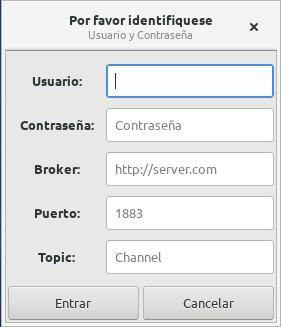 Por favor identifiquese
Usuario y Contraseña
Usuario:
Contraseña: Contraseña
Broker: http://server.com
Puerto: 1883
Topic: Channel
Entrar Cancelar